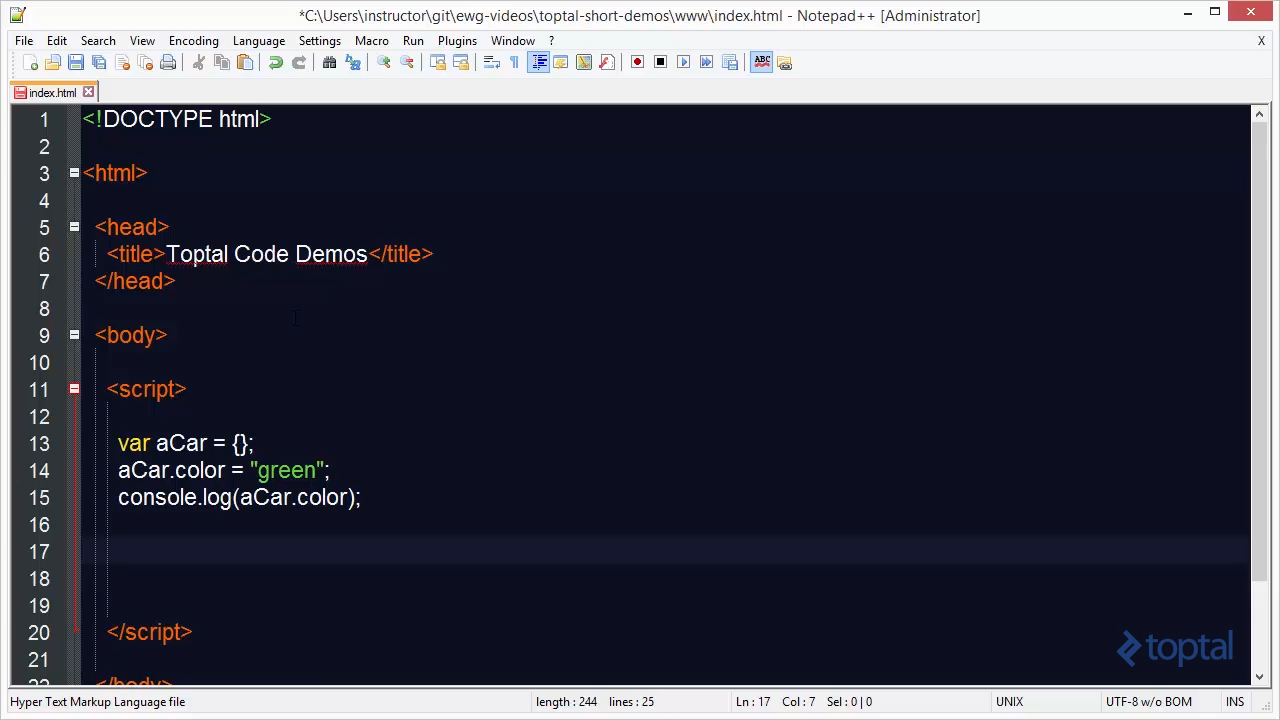 *C:\Users\instructor\git\ewg-videos\toptal-short-demos\www\index.html - Notepad++ [Administrator]
File Edit Search View Encoding Language Settings Macro Run Plugins Window ? X
ABC
index.html
1 <!DOCTYPE html>
2
3 <html>
4
5 <head>
6 <title>Toptal Code Demos</title>
7 </head>
8
9 <body>
10
11 <script>
12
13 var aCar = {};
14 aCar.color = "green";
15 console.log(aCar.color);
16
17
18
19
20 </script>
21
</body>
toptal
Hyper Text Markup Language file length : 244 lines : 25 Ln : 17 Col : 7 Sel : 0 | 0 UNIX UTF-8 w/o BOM INS